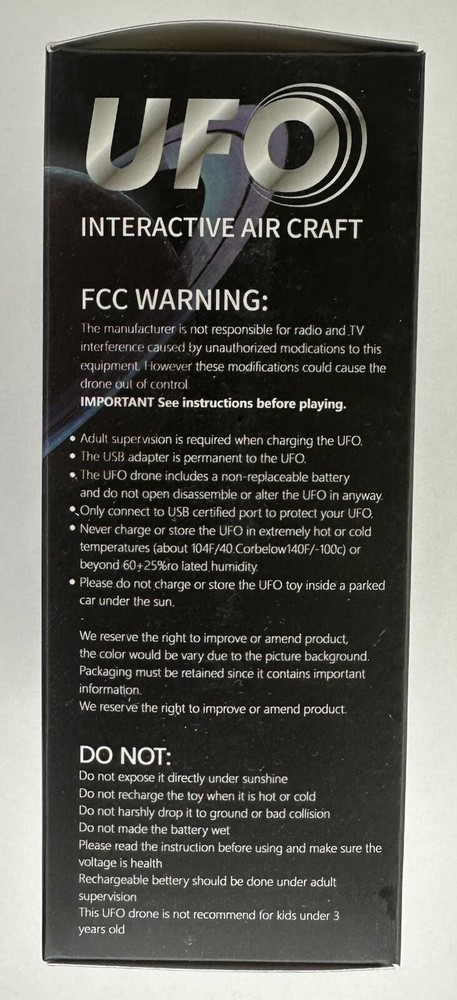 UFO
INTERACTIVE AIR CRAFT
FCC WARNING:
The manufacturer is not responsible for radio and TV
interference caused by unauthorized modications to this
equipment. However these modifications could cause the
drone out of control.
IMPORTANT See instructions before playing.
• Adult supervision is required when charging the UFO.
• The USB adapter is permanent to the UFO.
• The UFO drone includes a non-replaceable battery
and do not open disassemble or alter the UFO in anyway.
• Only connect to USB certified port to protect your UFO.
• Never charge or store the UFO in extremely hot or cold
temperatures (about 104F/40.Corbelow140F/-100c) or
beyond 60+25%ro lated humidity.
• Please do not charge or store the UFO toy inside a parked
car under the sun.
We reserve the right to improve or amend product,
the color would be vary due to the picture background.
Packaging must be retained since it contains important
information.
We reserve the right to improve or amend product.
DO NOT:
Do not expose it directly under sunshine
Do not recharge the toy when it is hot or cold
Do not harshly drop it to ground or bad collision
Do not made the battery wet
Please read the instruction before using and make sure the
voltage is health
Rechargeable bettery should be done under adult
supervision
This UFO drone is not recommend for kids under 3
years old